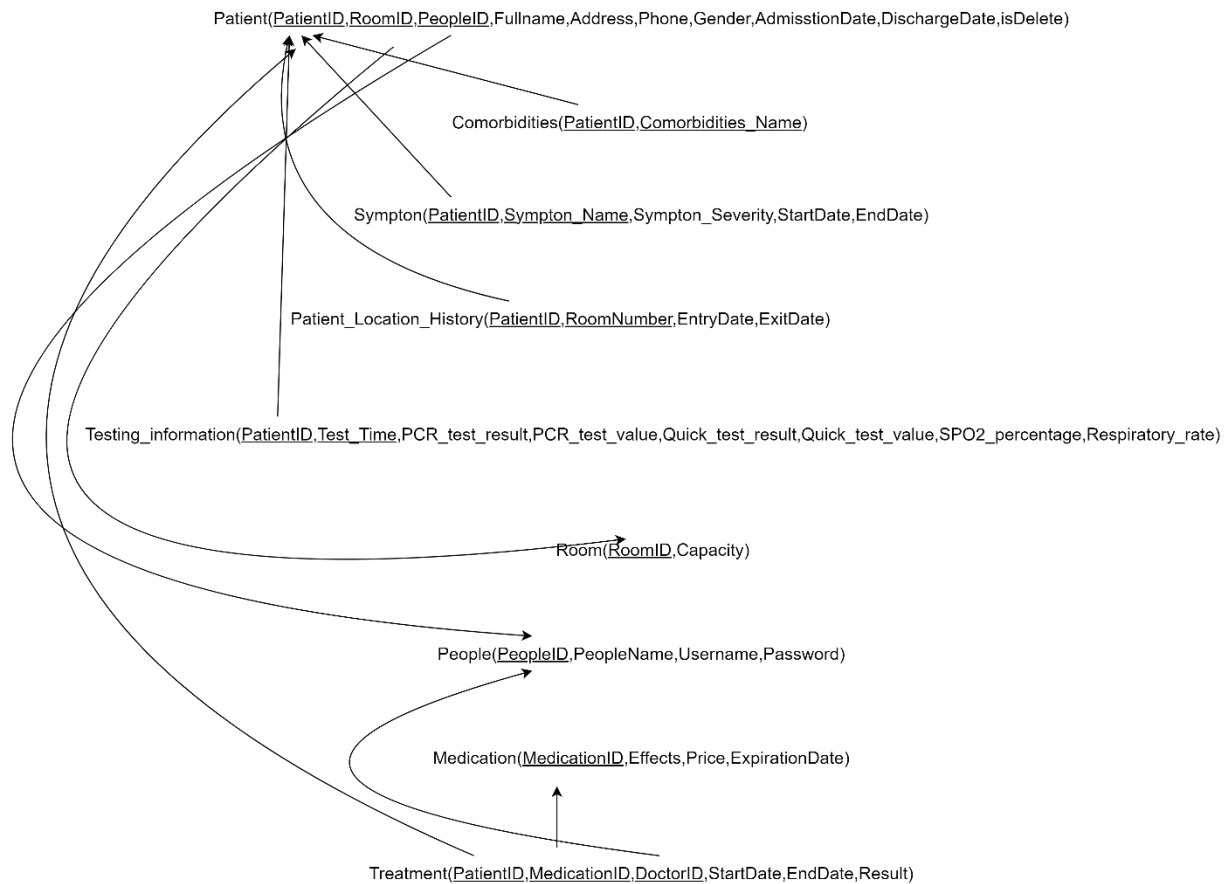 Patient(PatientID,RoomID,PeopleID,Fullname,Address,Phone,Gender,AdmisstionDate,DischargeDate,isDelete)
Comorbidities(PatientID,Comorbidities_Name)
Sympton(PatientID,Sympton_Name,Sympton_Severity,StartDate,EndDate)
Patient_Location_History(PatientID,RoomNumber,EntryDate,ExitDate)
Testing_information(PatientID,Test_Time,PCR_test_result,PCR_test_value,Quick_test_result,Quick_test_value,SPO2_percentage,Respiratory_rate)
Room(RoomID,Capacity)
People(PeopleID,PeopleName,Username,Password)
Medication(MedicationID,Effects,Price,ExpirationDate)
Treatment(PatientID,MedicationID,DoctorID,StartDate,EndDate,Result)